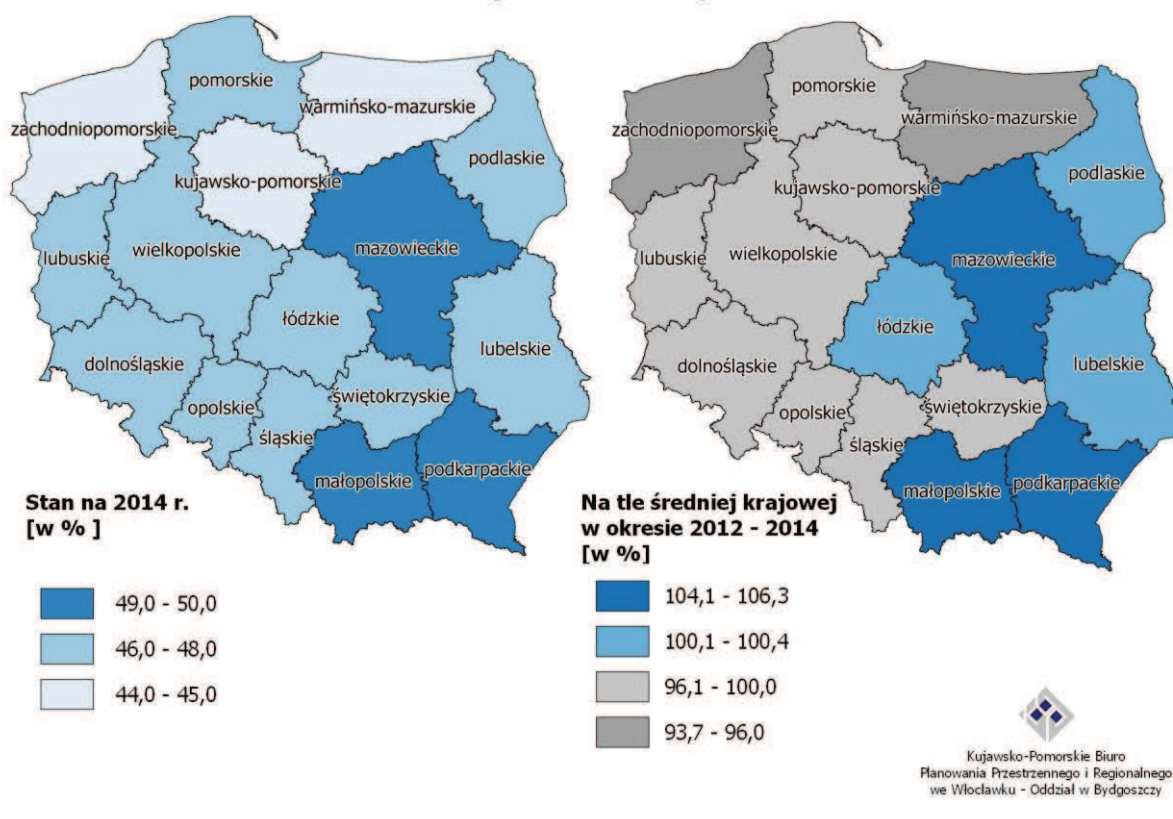 pomorskie
warmińsko-mazurskie
zachodniopomorskie
podlaskie
kujawsko-pomorskie
mazowieckie
wielkopolskie
lubuskie
łódzkie
lubelskie
dolnośląskie
opolskie
świętokrzyskie
śląskie
podkarpackie
małopolskie
Stan na 2014 r.
[w % ]
49,0 - 50,0
46,0 - 48,0
44,0 - 45,0
pomorskie
warmińsko-mazurskie
zachodniopomorskie
podlaskie
kujawsko-pomorskie
wielkopolskie
lubuskie
mazowieckie
łódzkie
dolnośląskie
lubelskie
opolskie
świętokrzyskie
śląskie
małopolskie
podkarpackie
Na tle średniej krajowej
w okresie 2012 - 2014
[w %]
104,1 - 106,3
100,1 - 100,4
96,1 - 100,0
93,7 - 96,0
Kujawsko-Pomorskie Biuro
Planowania Przestrzennego i Regionalnego
we Włocławku - Oddział w Bydgoszczy